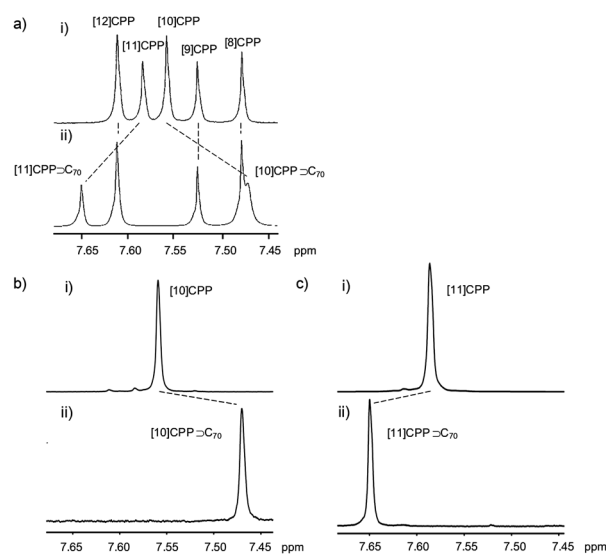 a)
i)
[12]CPP
[11]CPP
[10]CPP
[9]CPP
[8]CPP
ii)
[11]CPP⊃C₇₀
[10]CPP⊃C₇₀
7.65 7.60 7.55 7.50 7.45 ppm
b)
i)
[10]CPP
ii)
[10]CPP⊃C₇₀
7.65 7.60 7.55 7.50 7.45 ppm
c)
i)
[11]CPP
ii)
[11]CPP⊃C₇₀
7.65 7.60 7.55 7.50 7.45 ppm